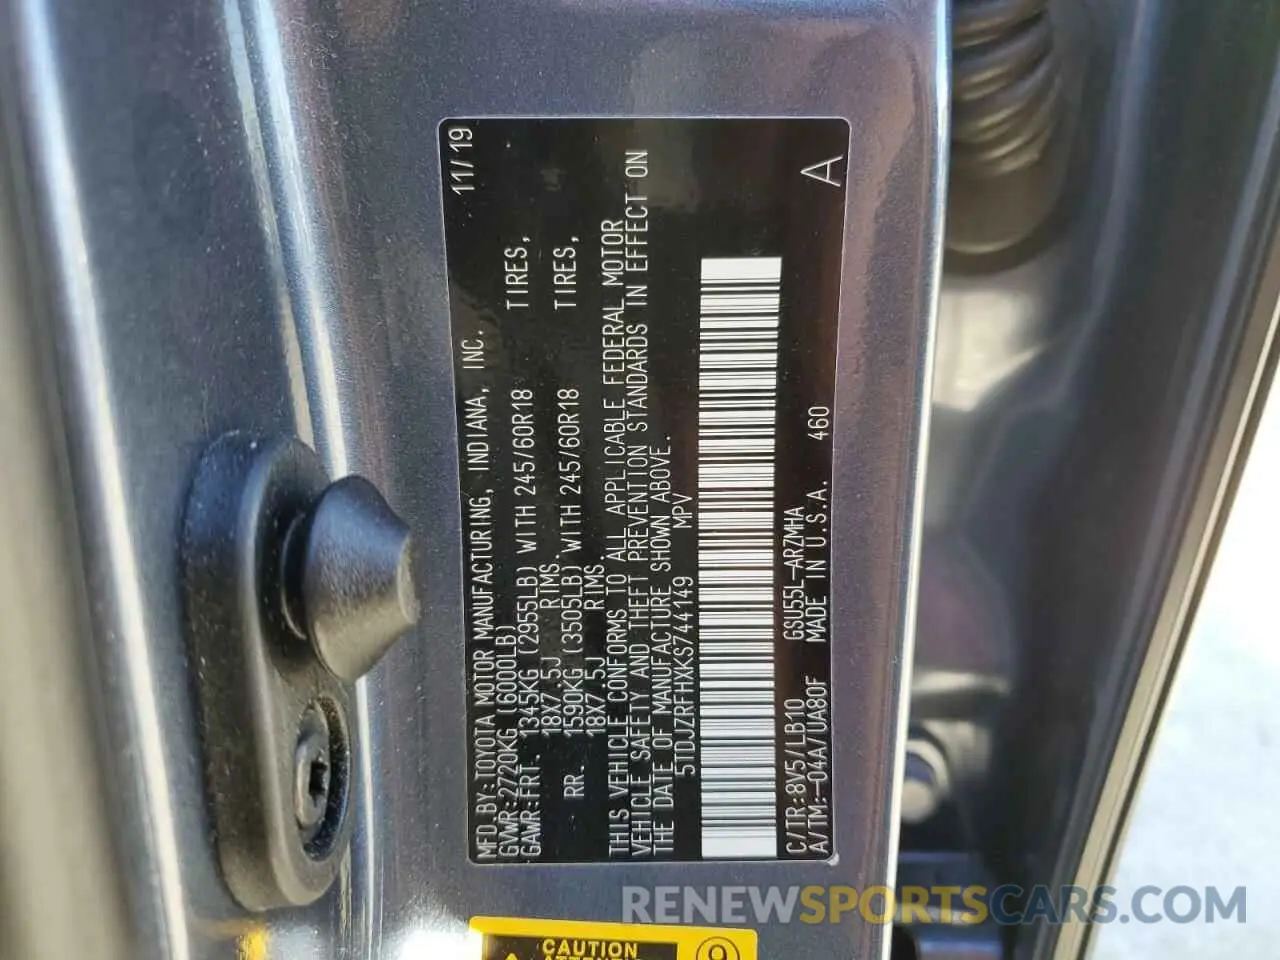 11/19
MFD BY:TOYOTA MOTOR MANUFACTURING, INDIANA, INC.
GVWR:2720KG (6000LB)
GAWR:FRT. 1345KG (2955LB) WITH 245/60R18 TIRES,
18X7.5J RIMS.
RR. 1590KG (3505LB) WITH 245/60R18 TIRES,
18X7.5J RIMS.
THIS VEHICLE CONFORMS TO ALL APPLICABLE FEDERAL MOTOR
VEHICLE SAFETY AND THEFT PREVENTION STANDARDS IN EFFECT ON
THE DATE OF MANUFACTURE SHOWN ABOVE.
5TDJZRFHXKS744149 MPV
C/TR:8V5/LB10 GSU55L-ARZMHA
A/TM:-04A/UA80F MADE IN U.S.A. 460
A
CAUTION
9
RENEWSPORTSCARS.COM